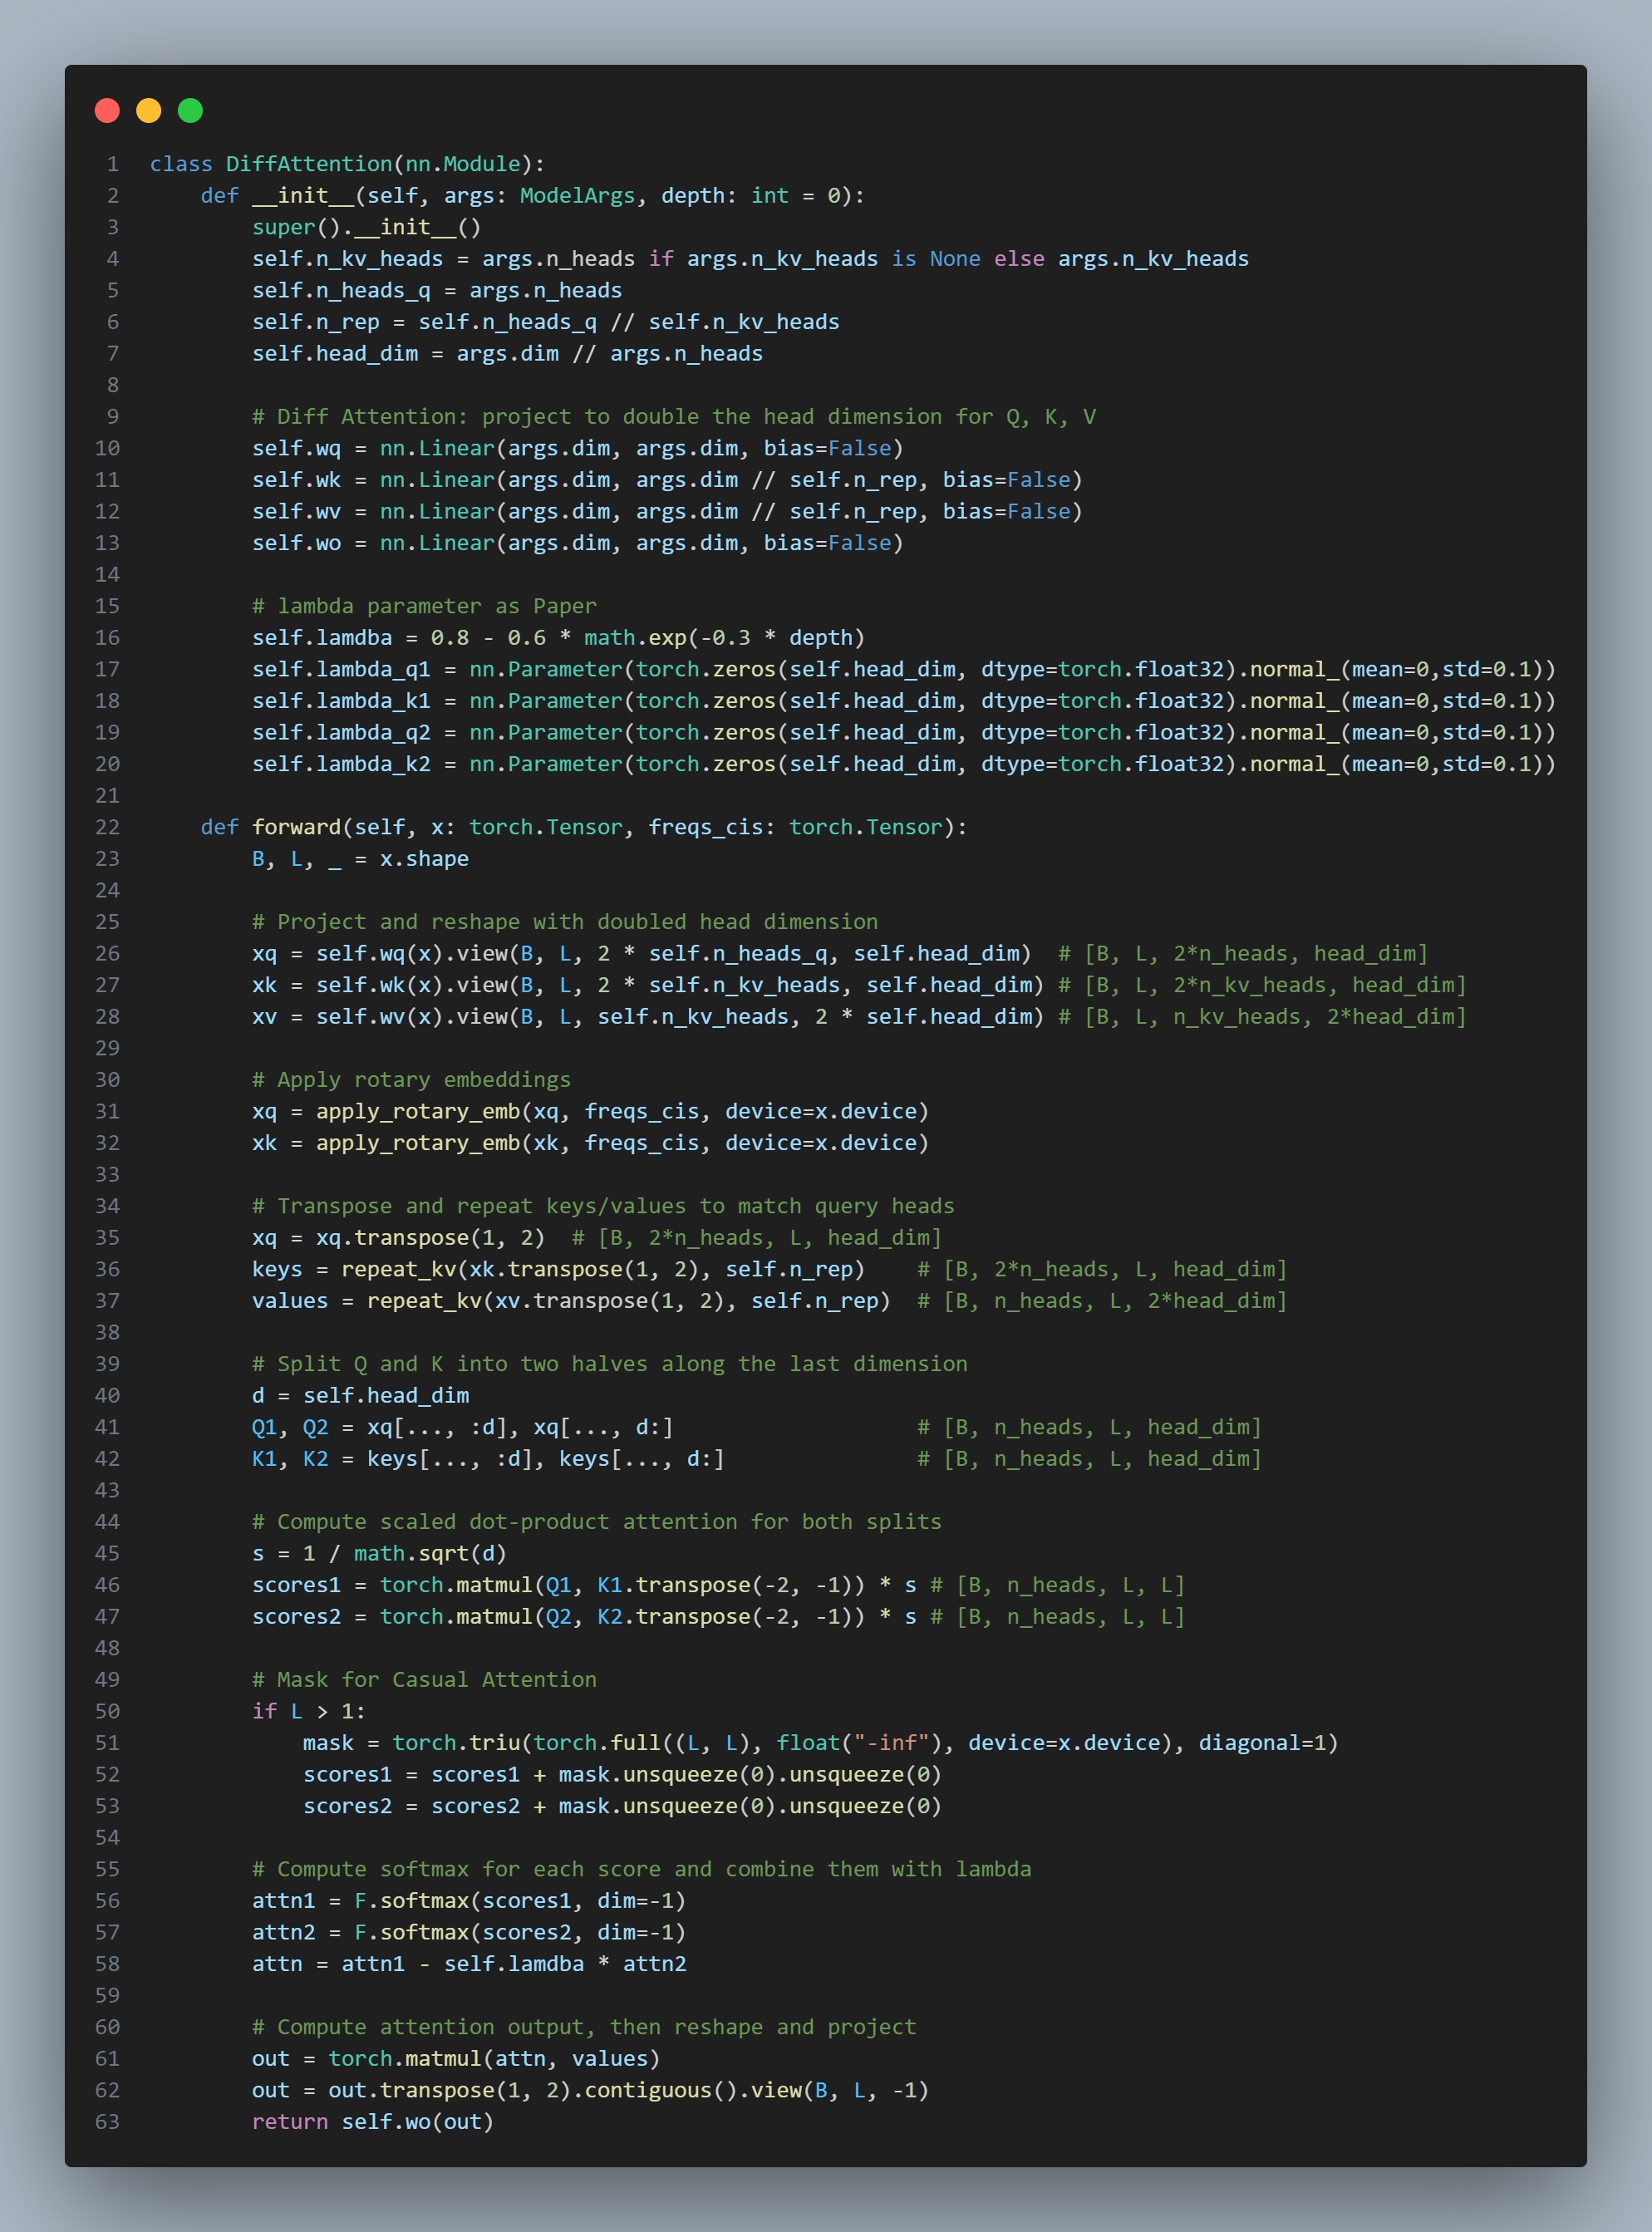 1 class DiffAttention(nn.Module):
2     def __init__(self, args: ModelArgs, depth: int = 0):
3         super().__init__()
4         self.n_kv_heads = args.n_heads if args.n_kv_heads is None else args.n_kv_heads
5         self.n_heads_q = args.n_heads
6         self.n_rep = self.n_heads_q // self.n_kv_heads
7         self.head_dim = args.dim // args.n_heads
8
9         # Diff Attention: project to double the head dimension for Q, K, V
10         self.wq = nn.Linear(args.dim, args.dim, bias=False)
11         self.wk = nn.Linear(args.dim, args.dim // self.n_rep, bias=False)
12         self.wv = nn.Linear(args.dim, args.dim // self.n_rep, bias=False)
13         self.wo = nn.Linear(args.dim, args.dim, bias=False)
14
15         # lambda parameter as Paper
16         self.lamdba = 0.8 - 0.6 * math.exp(-0.3 * depth)
17         self.lambda_q1 = nn.Parameter(torch.zeros(self.head_dim, dtype=torch.float32).normal_(mean=0,std=0.1))
18         self.lambda_k1 = nn.Parameter(torch.zeros(self.head_dim, dtype=torch.float32).normal_(mean=0,std=0.1))
19         self.lambda_q2 = nn.Parameter(torch.zeros(self.head_dim, dtype=torch.float32).normal_(mean=0,std=0.1))
20         self.lambda_k2 = nn.Parameter(torch.zeros(self.head_dim, dtype=torch.float32).normal_(mean=0,std=0.1))
21
22     def forward(self, x: torch.Tensor, freqs_cis: torch.Tensor):
23         B, L, _ = x.shape
24
25         # Project and reshape with doubled head dimension
26         xq = self.wq(x).view(B, L, 2 * self.n_heads_q, self.head_dim)  # [B, L, 2*n_heads, head_dim]
27         xk = self.wk(x).view(B, L, 2 * self.n_kv_heads, self.head_dim) # [B, L, 2*n_kv_heads, head_dim]
28         xv = self.wv(x).view(B, L, self.n_kv_heads, 2 * self.head_dim) # [B, L, n_kv_heads, 2*head_dim]
29
30         # Apply rotary embeddings
31         xq = apply_rotary_emb(xq, freqs_cis, device=x.device)
32         xk = apply_rotary_emb(xk, freqs_cis, device=x.device)
33
34         # Transpose and repeat keys/values to match query heads
35         xq = xq.transpose(1, 2)  # [B, 2*n_heads, L, head_dim]
36         keys = repeat_kv(xk.transpose(1, 2), self.n_rep)    # [B, 2*n_heads, L, head_dim]
37         values = repeat_kv(xv.transpose(1, 2), self.n_rep)  # [B, n_heads, L, 2*head_dim]
38
39         # Split Q and K into two halves along the last dimension
40         d = self.head_dim
41         Q1, Q2 = xq[..., :d], xq[..., d:]                   # [B, n_heads, L, head_dim]
42         K1, K2 = keys[..., :d], keys[..., d:]               # [B, n_heads, L, head_dim]
43
44         # Compute scaled dot-product attention for both splits
45         s = 1 / math.sqrt(d)
46         scores1 = torch.matmul(Q1, K1.transpose(-2, -1)) * s # [B, n_heads, L, L]
47         scores2 = torch.matmul(Q2, K2.transpose(-2, -1)) * s # [B, n_heads, L, L]
48
49         # Mask for Casual Attention
50         if L > 1:
51             mask = torch.triu(torch.full((L, L), float("-inf"), device=x.device), diagonal=1)
52             scores1 = scores1 + mask.unsqueeze(0).unsqueeze(0)
53             scores2 = scores2 + mask.unsqueeze(0).unsqueeze(0)
54
55         # Compute softmax for each score and combine them with lambda
56         attn1 = F.softmax(scores1, dim=-1)
57         attn2 = F.softmax(scores2, dim=-1)
58         attn = attn1 - self.lamdba * attn2
59
60         # Compute attention output, then reshape and project
61         out = torch.matmul(attn, values)
62         out = out.transpose(1, 2).contiguous().view(B, L, -1)
63         return self.wo(out)